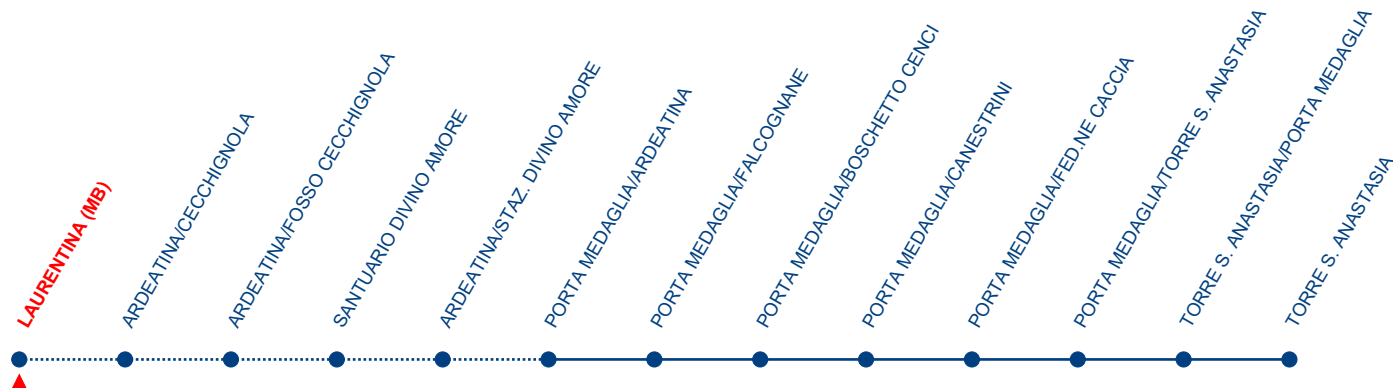 LAURENTINA (MB)
ARDEATINA/CECCHIGNOLA
ARDEATINA/FOSSO CECCHIGNOLA
SANTUARIO DIVINO AMORE
ARDEATINA/STAZ. DIVINO AMORE
PORTA MEDAGLIA/ARDEATINA
PORTA MEDAGLIA/FALCOGNANE
PORTA MEDAGLIA/BOSCHETTO CENCI
PORTA MEDAGLIA/CANESTRINI
PORTA MEDAGLIA/FED.NE CACCIA
PORTA MEDAGLIA/TORRE S. ANASTASIA
TORRE S. ANASTASIA/PORTA MEDAGLIA
TORRE S. ANASTASIA